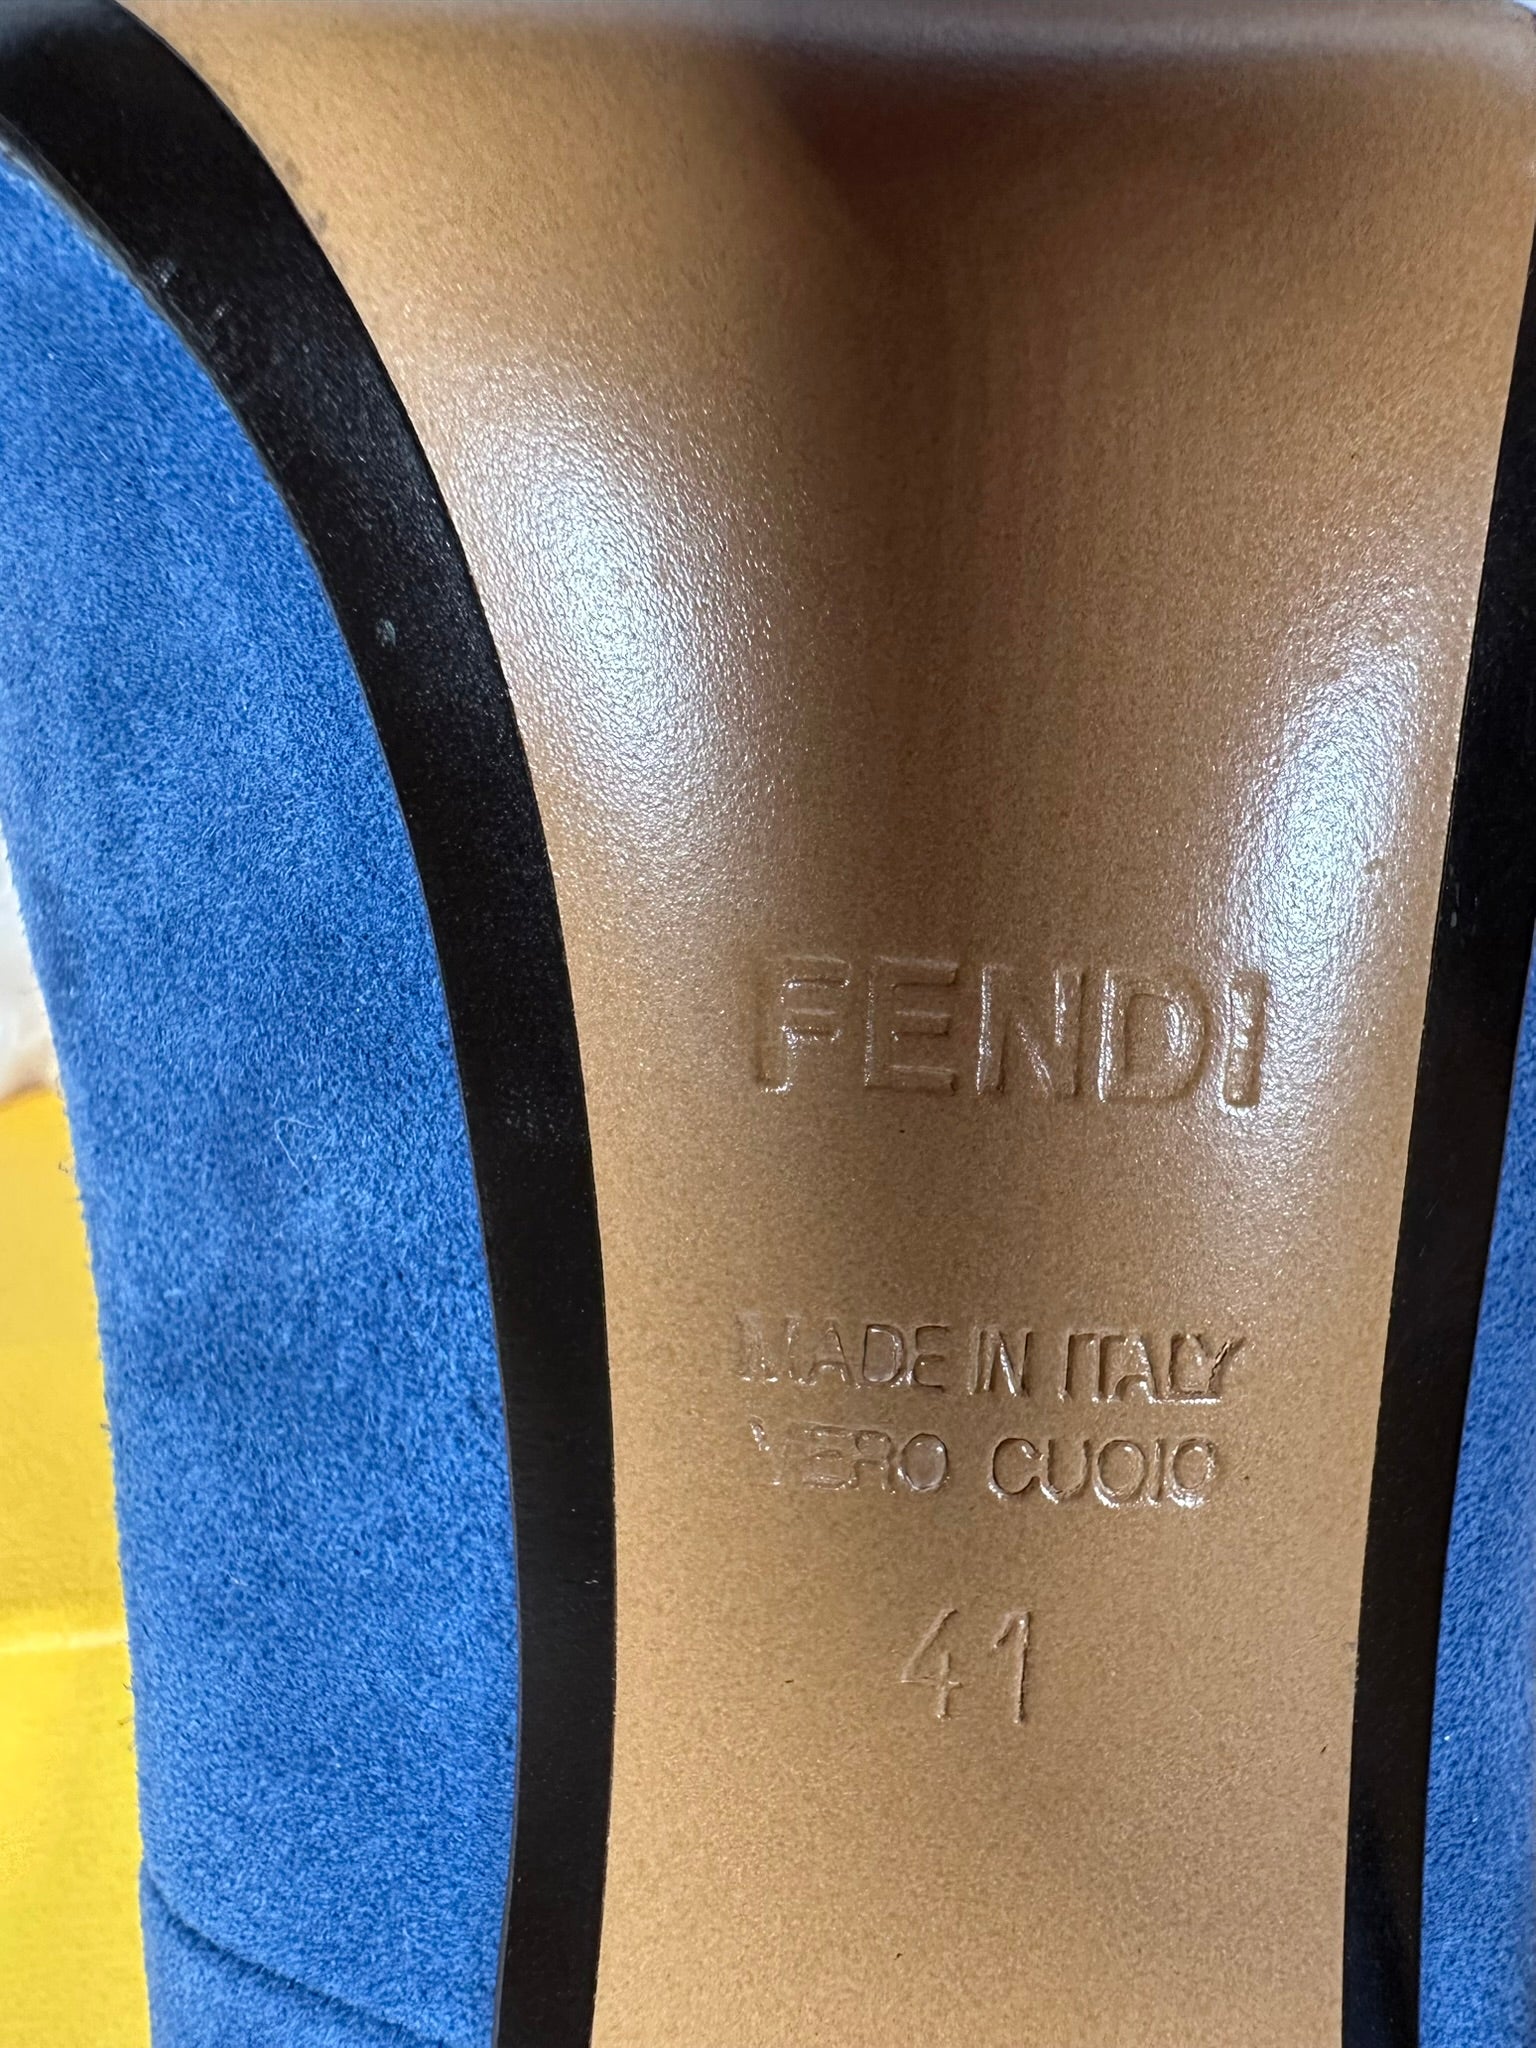 FENDI
MADE IN ITALY
VERO CUOIO
41